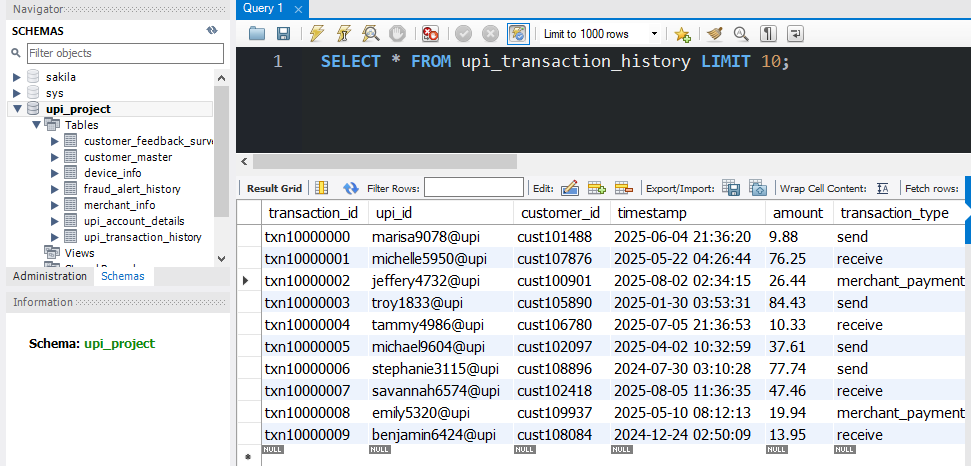 Navigator
SCHEMAS
Filter objects
sakila
sys
upi_project
Tables
customer_feedback_surv
customer_master
device_info
fraud_alert_history
merchant_info
upi_account_details
upi_transaction_history
Views
Administration Schemas
Information
Schema: upi_project
Query 1
Limit to 1000 rows
1 SELECT * FROM upi_transaction_history LIMIT 10;
Result Grid Filter Rows: Edit: Export/Import: Wrap Cell Content: Fetch rows:
transaction_id upi_id customer_id timestamp amount transaction_type
txn10000000 marisa9078@upi cust101488 2025-06-04 21:36:20 9.88 send
txn10000001 michelle5950@upi cust107876 2025-05-22 04:26:44 76.25 receive
txn10000002 jeffery4732@upi cust100901 2025-08-02 02:34:15 26.44 merchant_payment
txn10000003 troy1833@upi cust105890 2025-01-30 03:53:31 84.43 send
txn10000004 tammy4986@upi cust106780 2025-07-05 21:36:53 10.33 receive
txn10000005 michael9604@upi cust102097 2025-04-02 10:32:59 37.61 send
txn10000006 stephanie3115@upi cust108896 2024-07-30 03:10:28 77.74 send
txn10000007 savannah6574@upi cust102418 2025-08-05 11:36:35 47.46 receive
txn10000008 emily5320@upi cust109937 2025-05-10 08:12:13 19.94 merchant_payment
txn10000009 benjamin6424@upi cust108084 2024-12-24 02:50:09 13.95 receive
NULL NULL NULL NULL NULL NULL